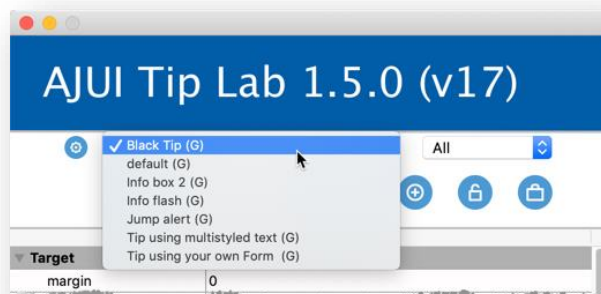 AJUI Tip Lab 1.5.0 (v17)
✓ Black Tip (G)
All
default (G)
Info box 2 (G)
Info flash (G)
Jump alert (G)
Tip using multistyled text (G)
Tip using your own Form (G)
Target
margin 0